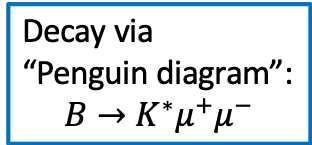 Decay via
“Penguin diagram”:
B → K*μ⁺μ⁻